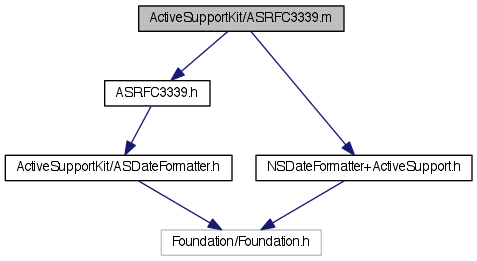 ActiveSupportKit/ASRFC3339.m
ASRFC3339.h
ActiveSupportKit/ASDateFormatter.h
NSDateFormatter+ActiveSupport.h
Foundation/Foundation.h